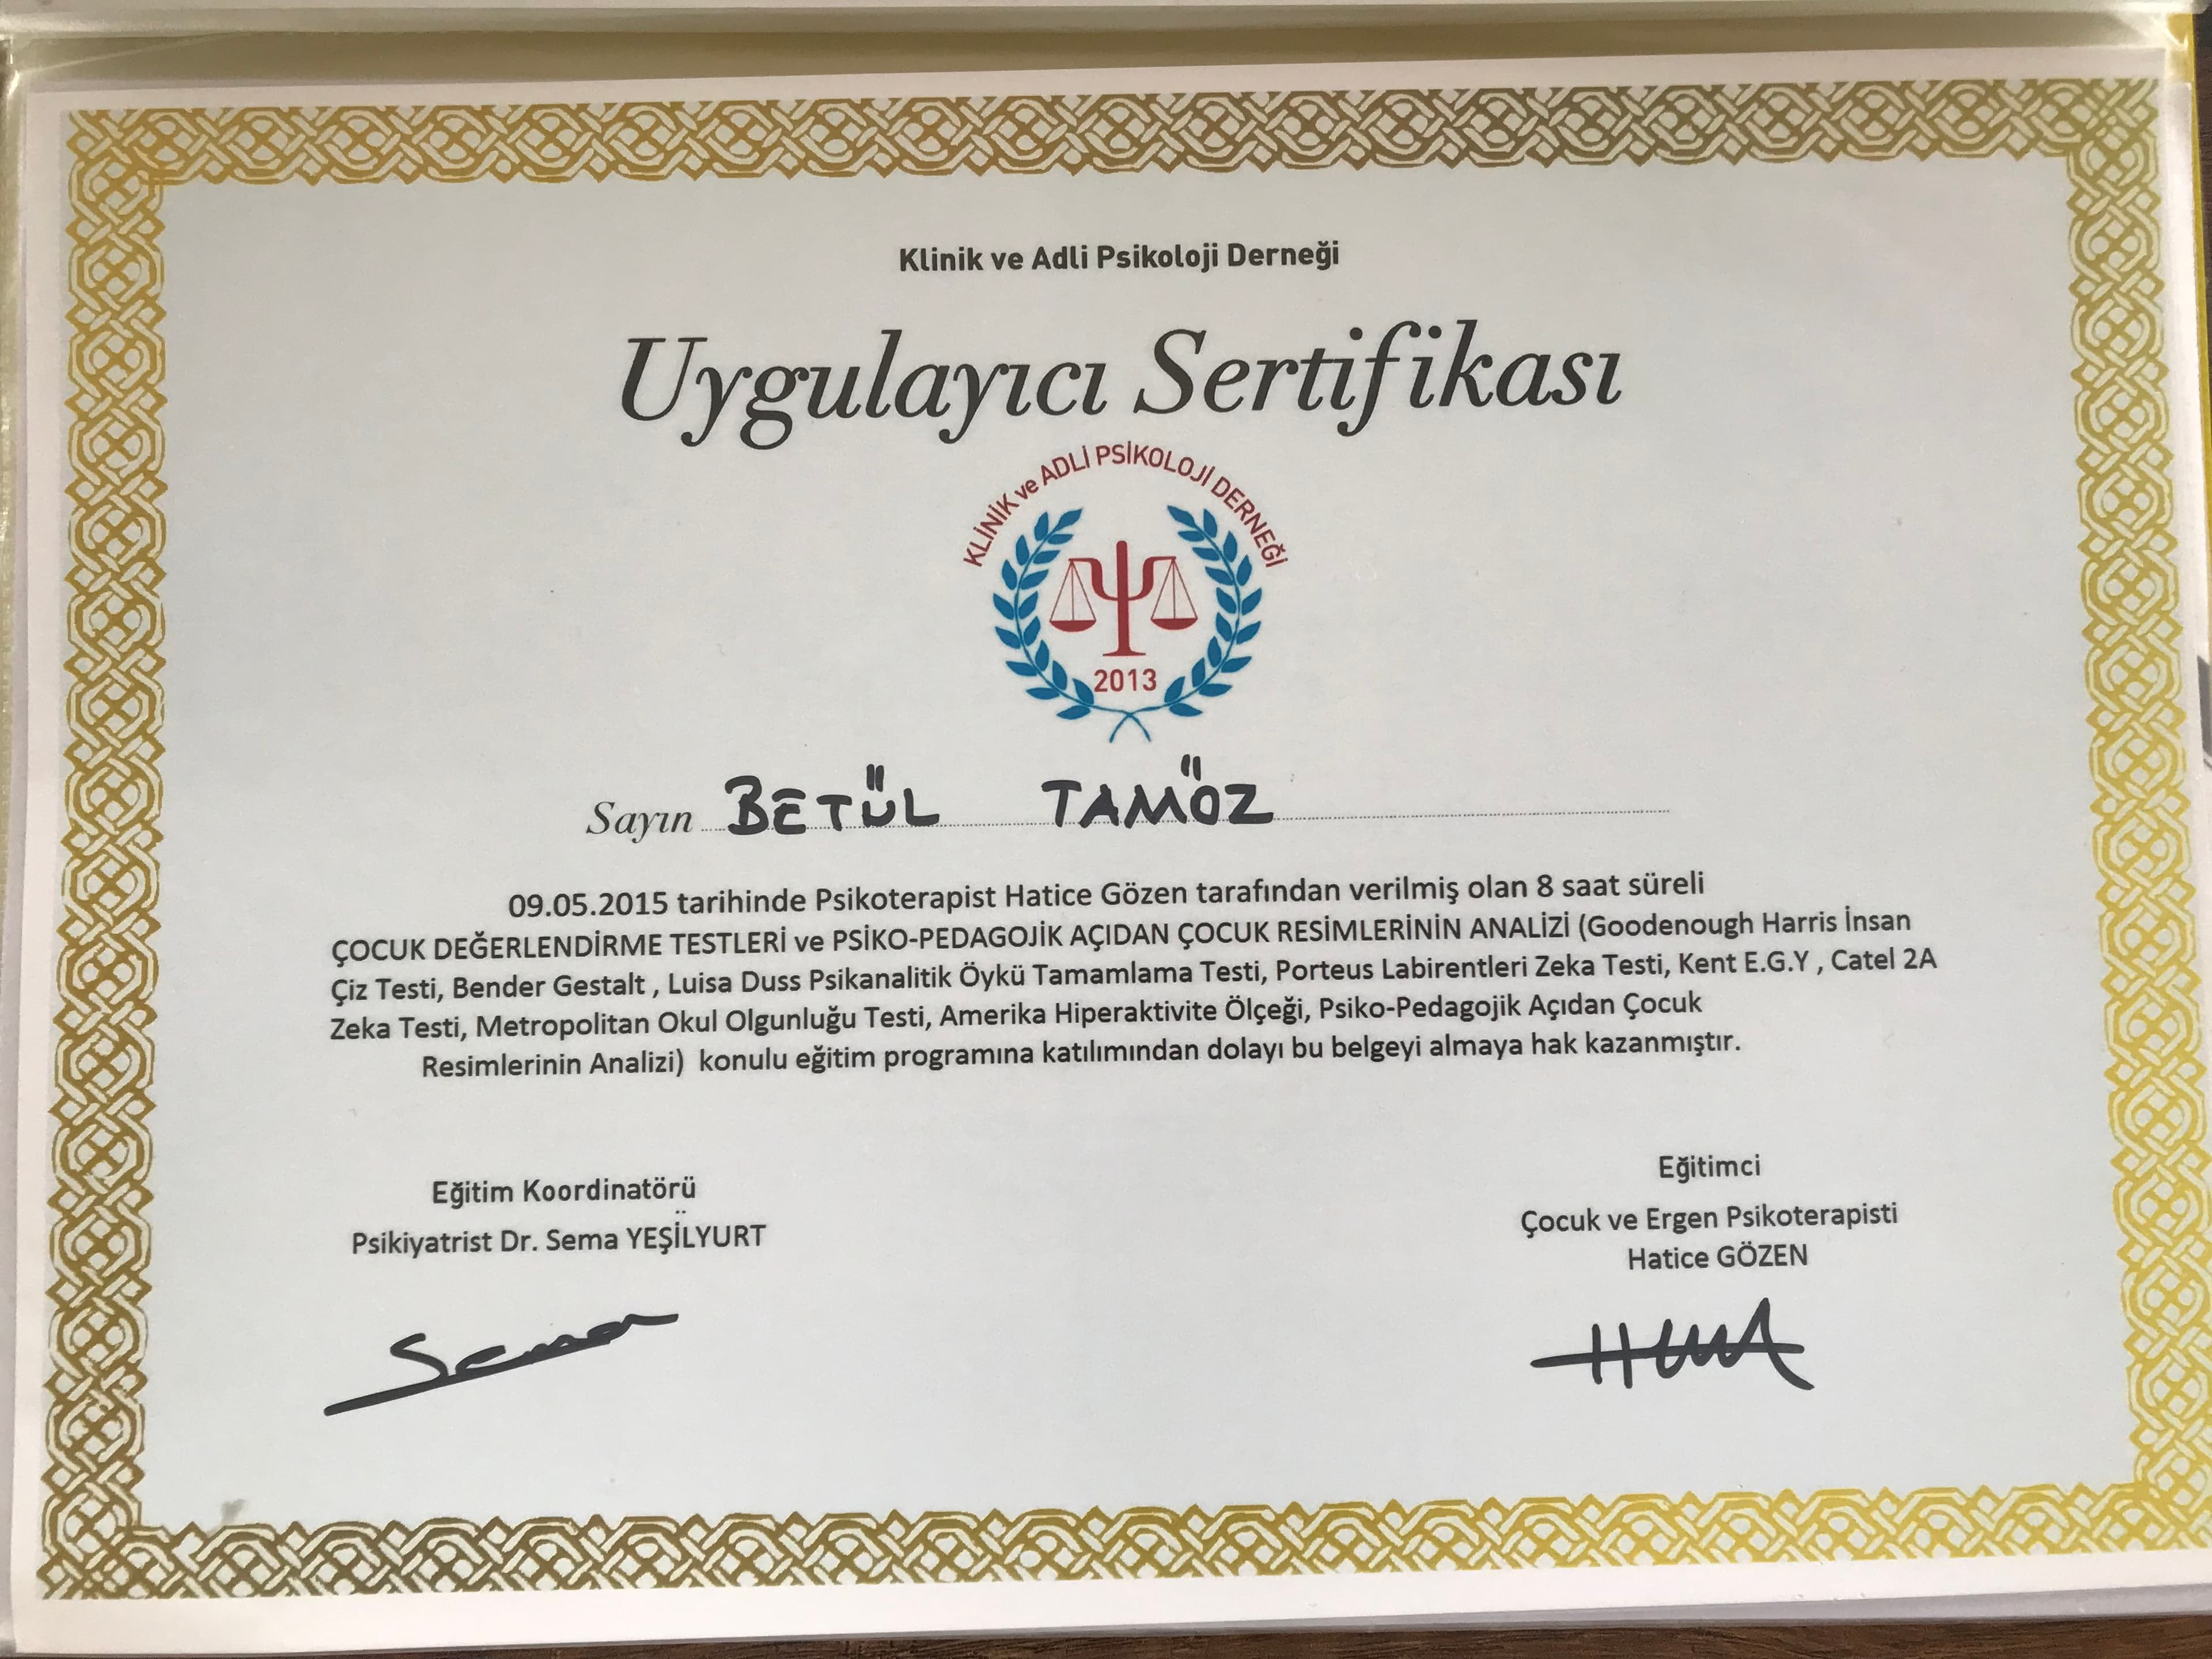 Klinik ve Adli Psikoloji Derneği
Uygulayıcı Sertifikası
KLİNİK ve ADLİ PSİKOLOJİ DERNEĞİ
2013
Sayın BETÜL TAMÖZ
09.05.2015 tarihinde Psikoterapist Hatice Gözen tarafından verilmiş olan 8 saat süreli
ÇOCUK DEĞERLENDİRME TESTLERİ ve PSİKO-PEDAGOJİK AÇIDAN ÇOCUK RESİMLERİNİN ANALİZİ (Goodenough Harris İnsan
Çiz Testi, Bender Gestalt , Luisa Duss Psikanalitik Öykü Tamamlama Testi, Porteus Labirentleri Zeka Testi, Kent E.G.Y , Catel 2A
Zeka Testi, Metropolitan Okul Olgunluğu Testi, Amerika Hiperaktivite Ölçeği, Psiko-Pedagojik Açıdan Çocuk
Resimlerinin Analizi) konulu eğitim programına katılımından dolayı bu belgeyi almaya hak kazanmıştır.
Eğitim Koordinatörü
Psikiyatrist Dr. Sema YEŞİLYURT
Sema
Eğitimci
Çocuk ve Ergen Psikoterapisti
Hatice GÖZEN